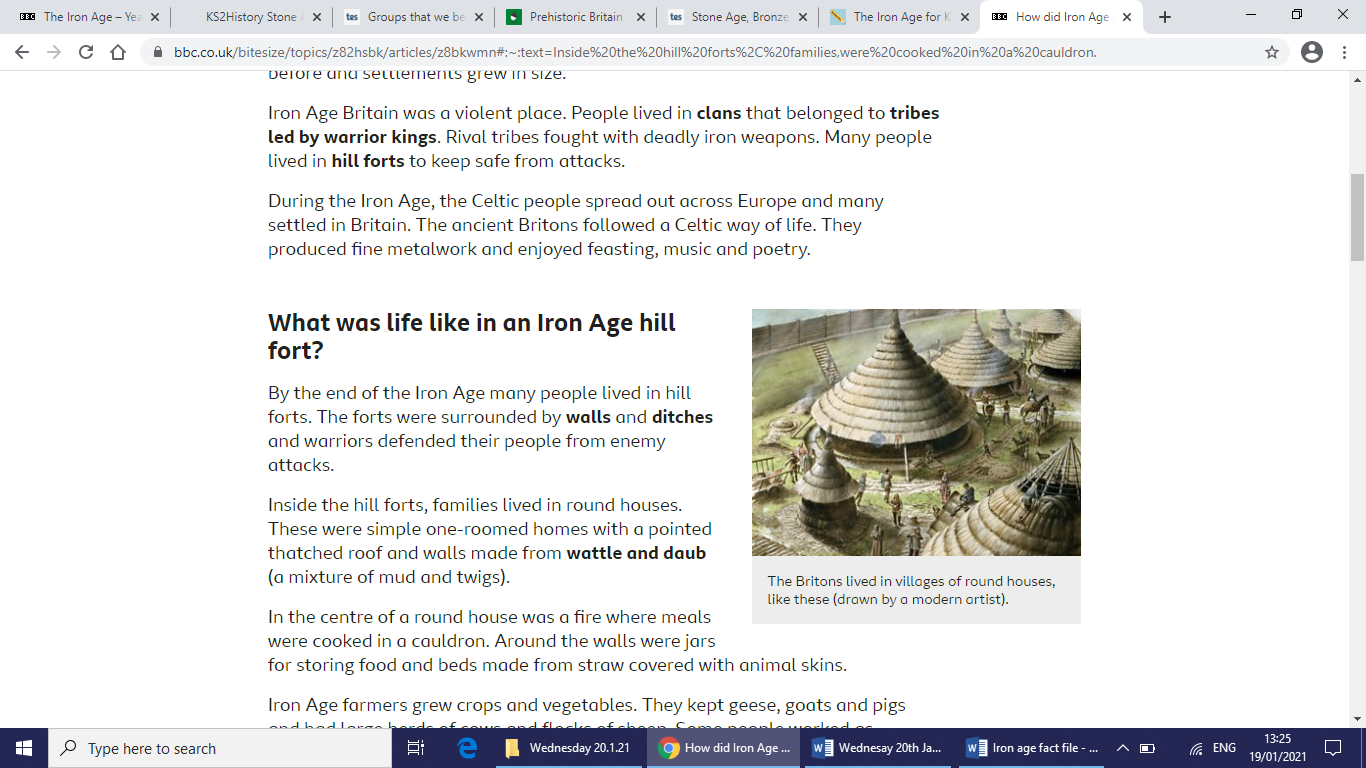 The Iron Age – Yea
KS2History Stone A
Groups that we be
Prehistoric Britain
Stone Age, Bronze
The Iron Age for K
How did Iron Age
bbc.co.uk/bitesize/topics/z82hsbk/articles/z8bkwmn#:~:text=Inside%20the%20hill%20forts%2C%20families,were%20cooked%20in%20a%20cauldron.
before and settlements grew in size.
Iron Age Britain was a violent place. People lived in clans that belonged to tribes
led by warrior kings. Rival tribes fought with deadly iron weapons. Many people
lived in hill forts to keep safe from attacks.
During the Iron Age, the Celtic people spread out across Europe and many
settled in Britain. The ancient Britons followed a Celtic way of life. They
produced fine metalwork and enjoyed feasting, music and poetry.
What was life like in an Iron Age hill
fort?
By the end of the Iron Age many people lived in hill
forts. The forts were surrounded by walls and ditches
and warriors defended their people from enemy
attacks.
Inside the hill forts, families lived in round houses.
These were simple one-roomed homes with a pointed
thatched roof and walls made from wattle and daub
(a mixture of mud and twigs).
The Britons lived in villages of round houses,
like these (drawn by a modern artist).
In the centre of a round house was a fire where meals
were cooked in a cauldron. Around the walls were jars
for storing food and beds made from straw covered with animal skins.
Iron Age farmers grew crops and vegetables. They kept geese, goats and pigs
and had large herds of cows and flocks of sheep. Some people worked as
Type here to search
Wednesday 20.1.21
How did Iron Age ...
Wednesay 20th Ja...
Iron age fact file - ...
ENG
13:25
19/01/2021